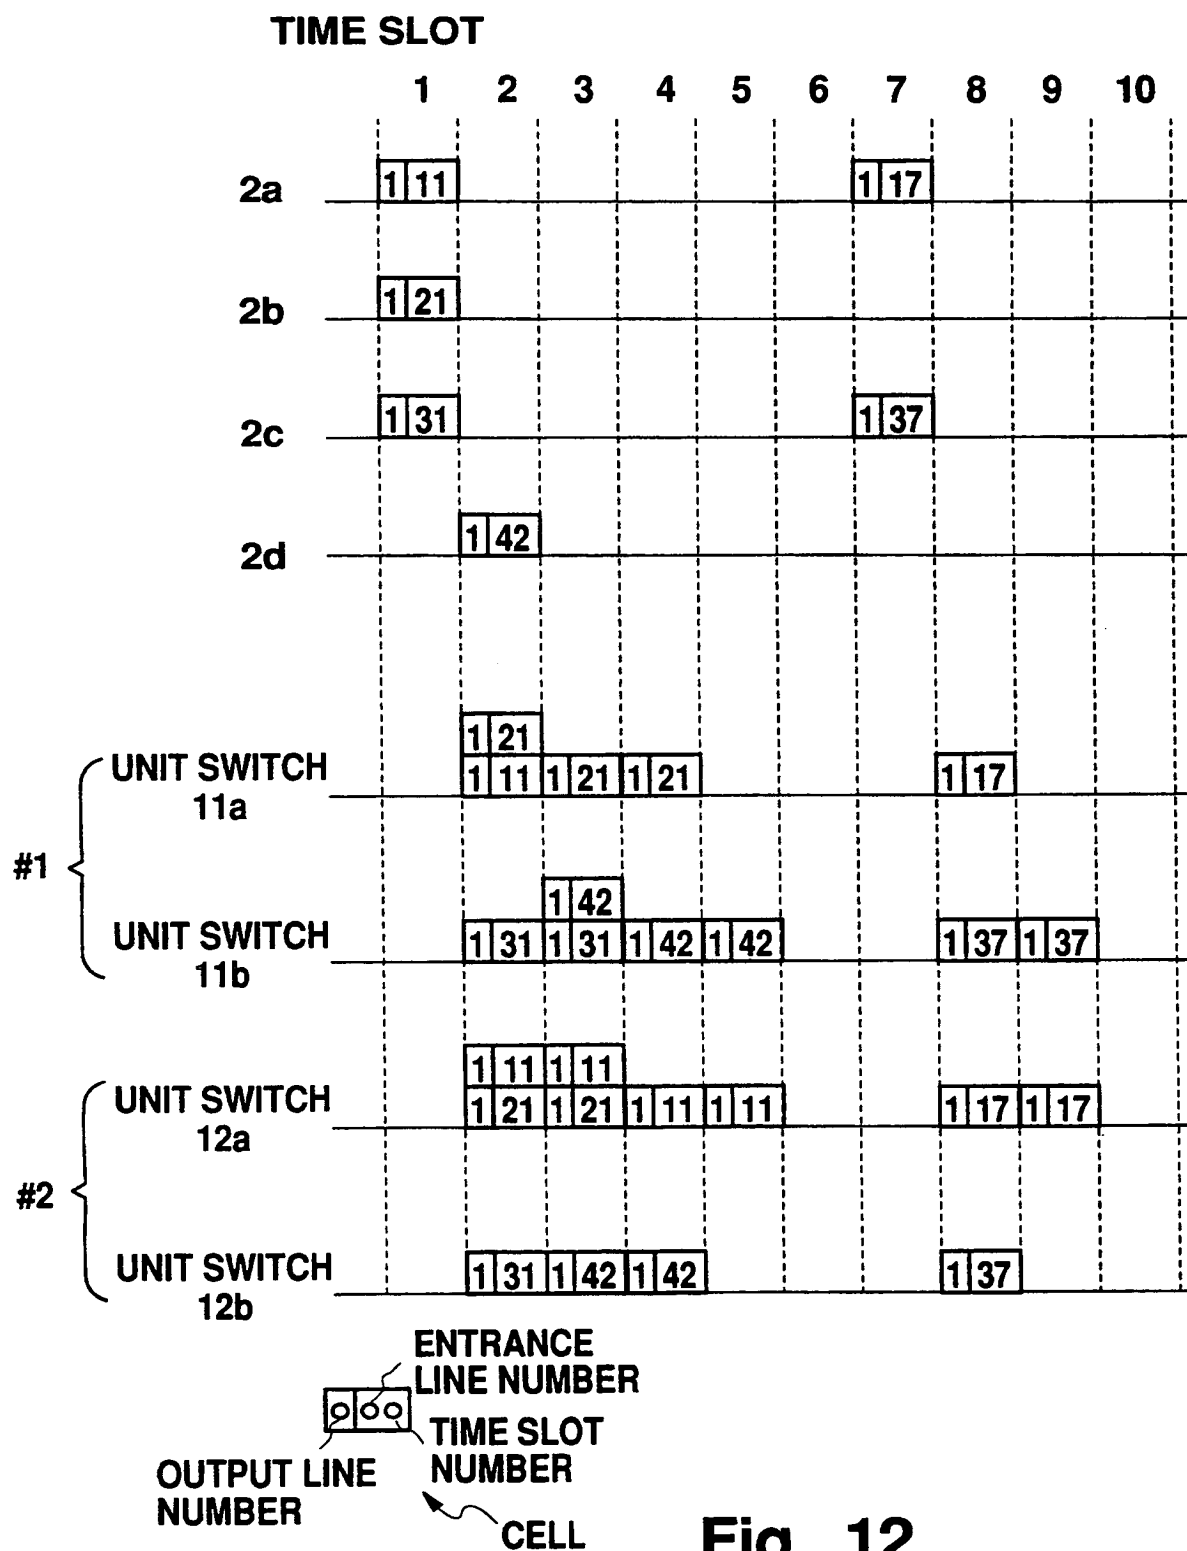 TIME SLOT
1 2 3 4 5 6 7 8 9 10
2a 1 11 1 17
2b 1 21
2c 1 31 1 37
2d 1 42
1 21
UNIT SWITCH 11a 1 11 1 21 1 21 1 17
#1
1 42
UNIT SWITCH 11b 1 31 1 31 1 42 1 42 1 37 1 37
1 11 1 11
UNIT SWITCH 12a 1 21 1 21 1 11 1 11 1 17 1 17
#2
UNIT SWITCH 12b 1 31 1 42 1 42 1 37
ENTRANCE
LINE NUMBER
TIME SLOT
NUMBER
OUTPUT LINE
NUMBER
CELL
Fig. 12